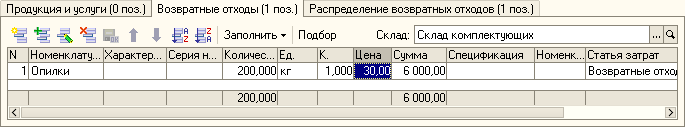 Продукция и услуги (0 поз.) Возвратные отходы (1 поз.) Распределение возвратных отходов (1 поз.)
Заполнить Подбор Склад: Склад комплектующих ...
N Номенклату... Характер... Серия н... Количес... Ед. К. Цена Сумма Спецификация Номенк... Статья затрат
1 Опилки 200,000 кг 1,000 30,00 6 000,00 Возвратные отход
200,000 6 000,00